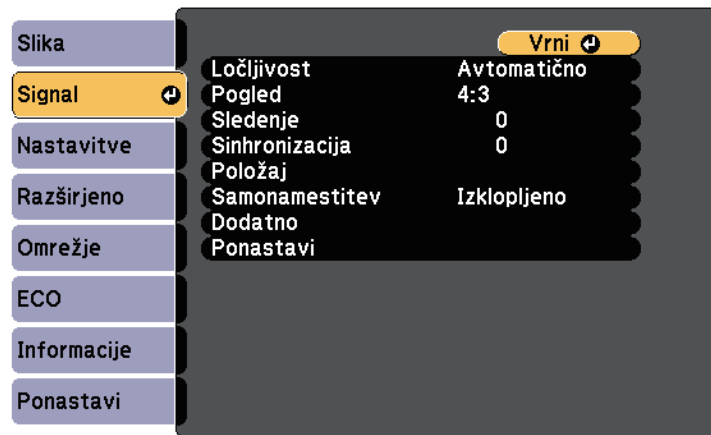 Slika
Signal
Nastavitve
Razširjeno
Omrežje
ECO
Informacije
Ponastavi
Vrni
Ločljivost Avtomatično
Pogled 4:3
Sledenje 0
Sinhronizacija 0
Položaj
Samonamestitev Izklopljeno
Dodatno
Ponastavi